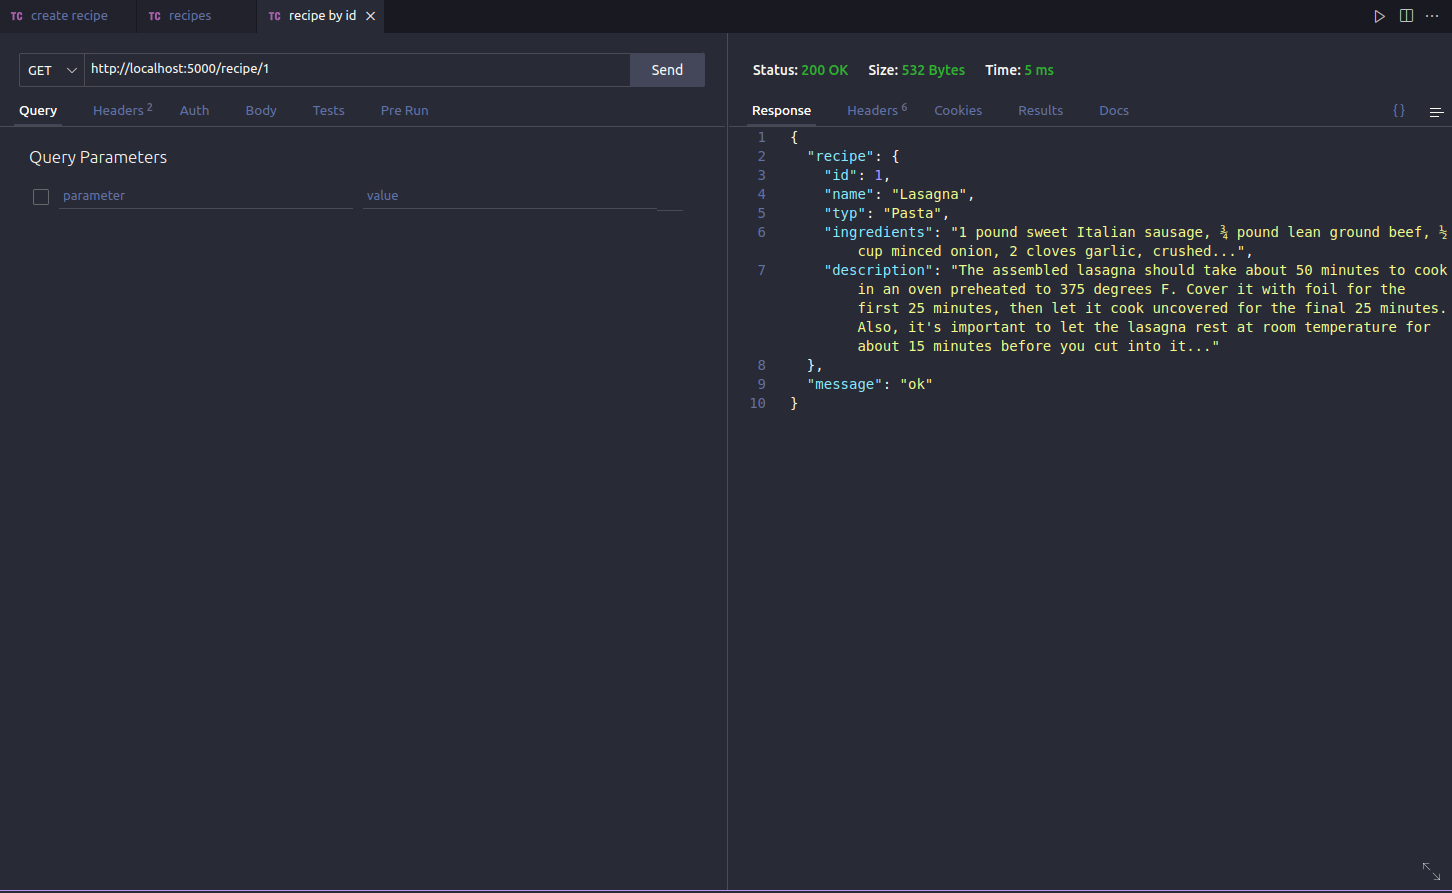 TC create recipe TC recipes TC recipe by id
GET http://localhost:5000/recipe/1 Send
Query Headers 2 Auth Body Tests Pre Run
Query Parameters
parameter value
Status: 200 OK Size: 532 Bytes Time: 5 ms
Response Headers 6 Cookies Results Docs {}
1 {
2 "recipe": {
3 "id": 1,
4 "name": "Lasagna",
5 "typ": "Pasta",
6 "ingredients": "1 pound sweet Italian sausage, ¾ pound lean ground beef, ½
cup minced onion, 2 cloves garlic, crushed...",
7 "description": "The assembled lasagna should take about 50 minutes to cook
in an oven preheated to 375 degrees F. Cover it with foil for the
first 25 minutes, then let it cook uncovered for the final 25 minutes.
Also, it's important to let the lasagna rest at room temperature for
about 15 minutes before you cut into it..."
8 },
9 "message": "ok"
10 }